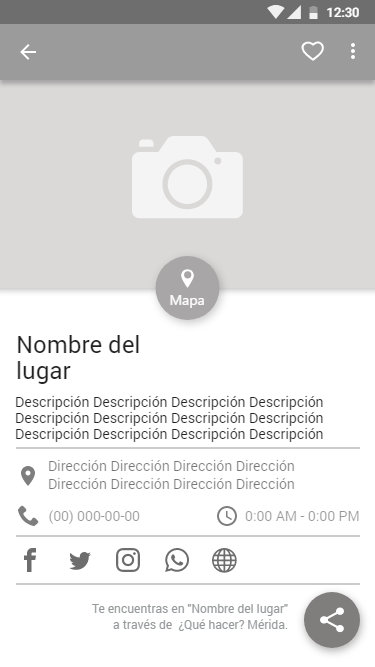 12:30
Mapa
Nombre del
lugar
Descripción Descripción Descripción Descripción
Descripción Descripción Descripción Descripción
Descripción Descripción Descripción Descripción
Dirección Dirección Dirección Dirección
Dirección Dirección Dirección Dirección
(00) 000-00-00
0:00 AM - 0:00 PM
Te encuentras en "Nombre del lugar"
a través de ¿Qué hacer? Mérida.